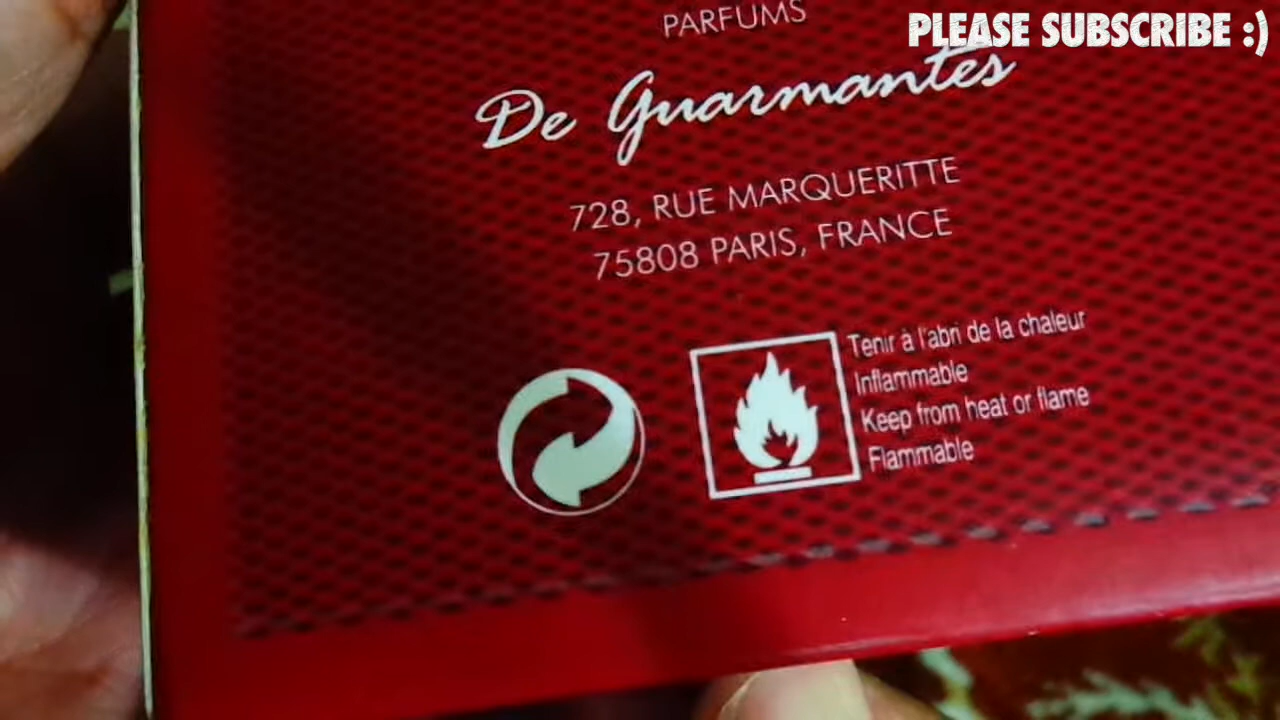 PLEASE SUBSCRIBE :)
PARFUMS
De Guarmantes
728, RUE MARQUERITTE
75808 PARIS, FRANCE
Tenir à l'abri de la chaleur
Inflammable
Keep from heat or flame
Flammable